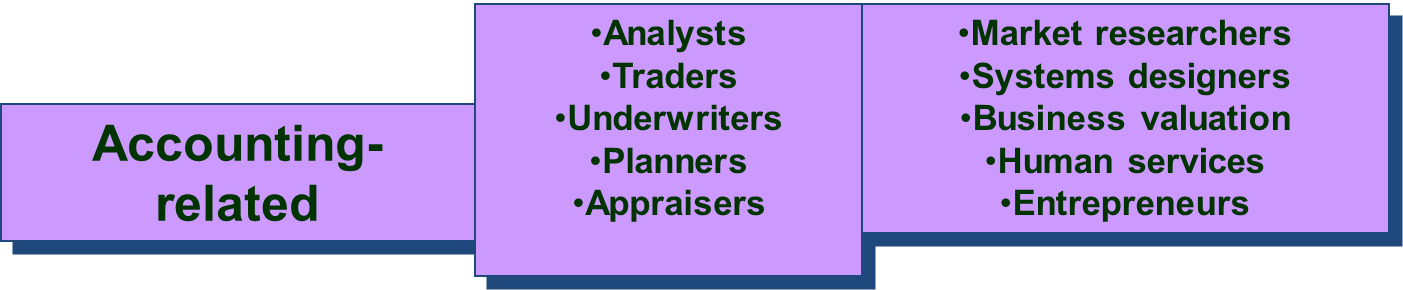 Accounting-
related
•Analysts
•Traders
•Underwriters
•Planners
•Appraisers
•Market researchers
•Systems designers
•Business valuation
•Human services
•Entrepreneurs